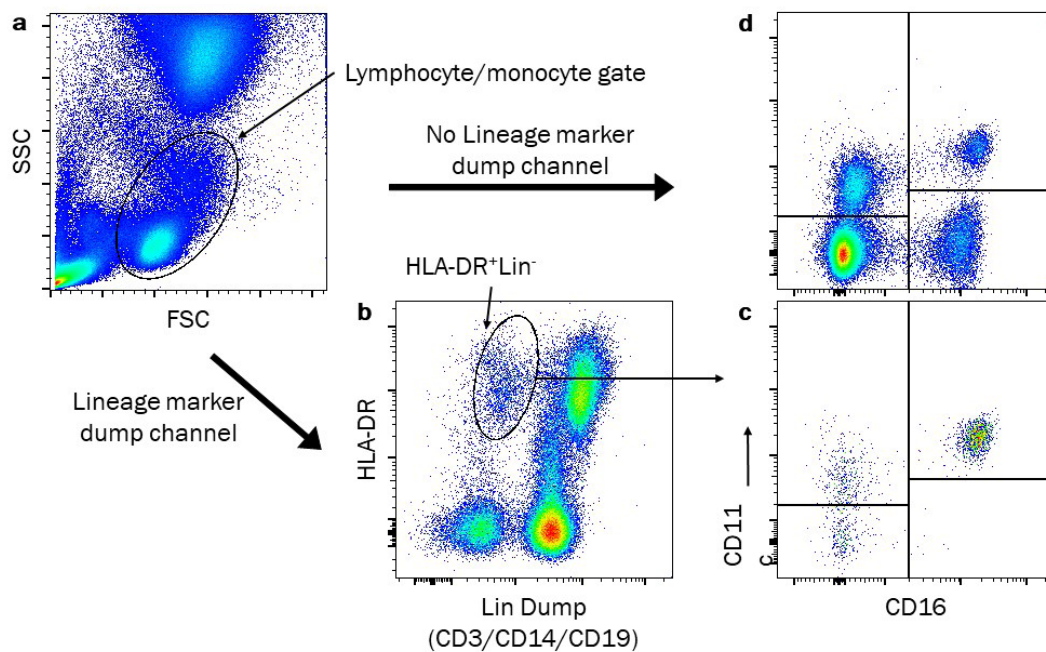 a
SSC
FSC
Lymphocyte/monocyte gate
No Lineage marker
dump channel
d
Lineage marker
dump channel
HLA-DR⁺Lin⁻
b
HLA-DR
Lin Dump
(CD3/CD14/CD19)
c
CD11
c
CD16